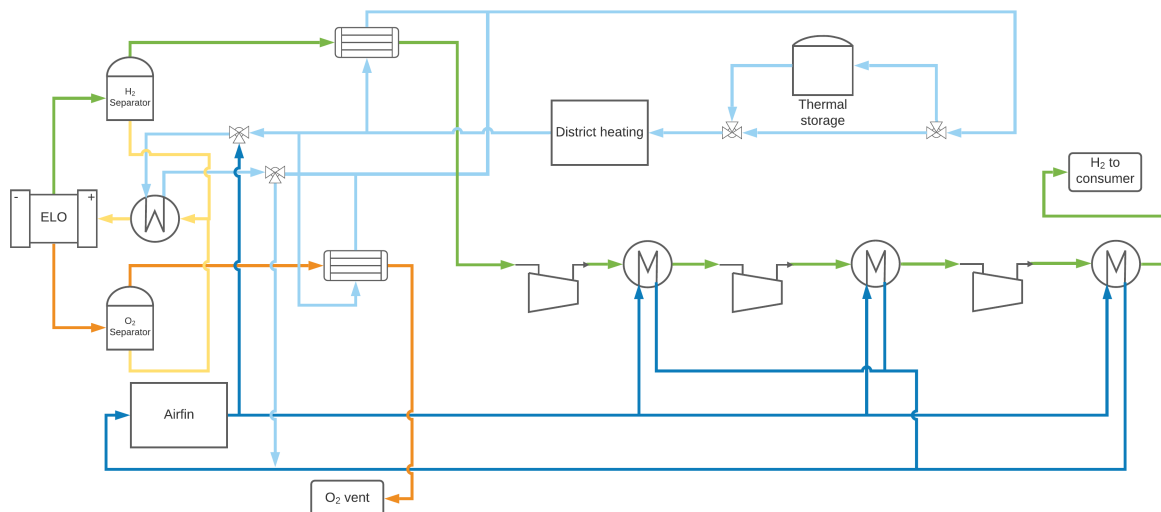 H₂
Separator
-
+
ELO
O₂
Separator
Airfin
O₂ vent
District heating
Thermal
storage
H₂ to
consumer